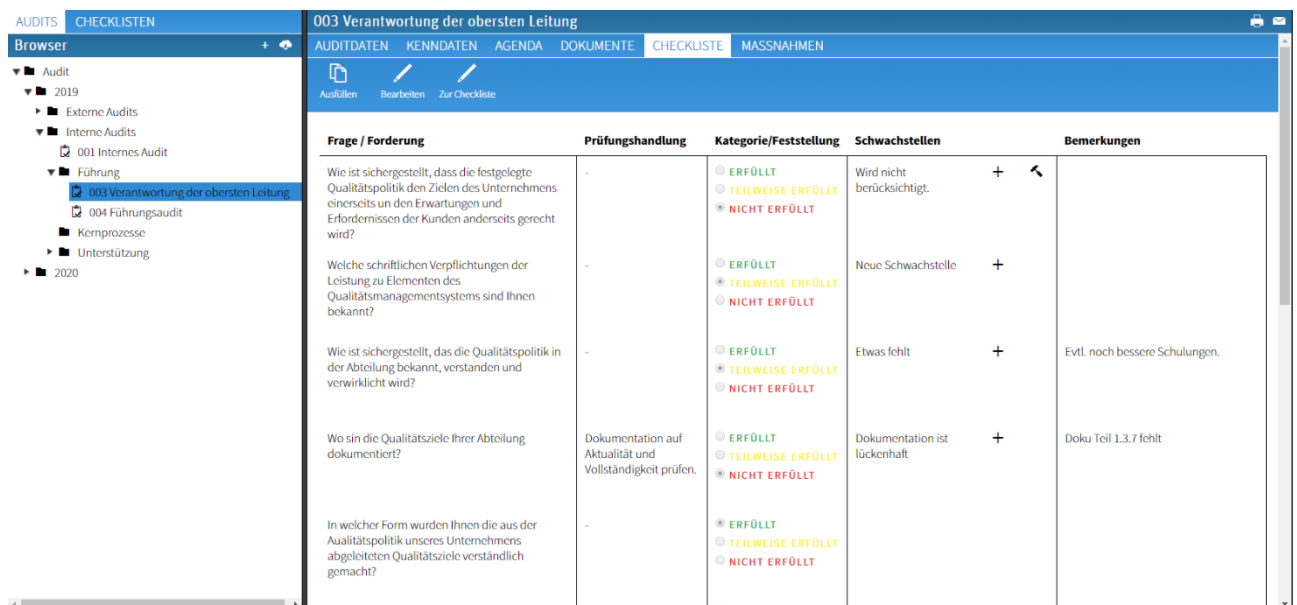 AUDITS CHECKLISTEN
Browser
Audit
2019
Externe Audits
Interne Audits
001 Internes Audit
Führung
003 Verantwortung der obersten Leitung
004 Führungsaudit
Kernprozesse
Unterstützung
2020
003 Verantwortung der obersten Leitung
AUDITDATEN KENNDATEN AGENDA DOKUMENTE CHECKLISTE MASSNAHMEN
Ausfüllen Bearbeiten Zur Checkliste
Frage / Forderung Prüfungshandlung Kategorie/Feststellung Schwachstellen Bemerkungen
Wie ist sichergestellt, dass die festgelegte
Qualitätspolitik den Zielen des Unternehmens
einerseits un den Erwartungen und
Erfordernissen der Kunden anderseits gerecht
wird?
-
ERFÜLLT
TEILWEISE ERFÜLLT
NICHT ERFÜLLT
Wird nicht
berücksichtigt.
Welche schriftlichen Verpflichtungen der
Leistung zu Elementen des
Qualitätsmanagementsystems sind Ihnen
bekannt?
-
ERFÜLLT
TEILWEISE ERFÜLLT
NICHT ERFÜLLT
Neue Schwachstelle
Wie ist sichergestellt, das die Qualitätspolitik in
der Abteilung bekannt, verstanden und
verwirklicht wird?
-
ERFÜLLT
TEILWEISE ERFÜLLT
NICHT ERFÜLLT
Etwas fehlt
Evtl. noch bessere Schulungen.
Wo sin die Qualitätsziele Ihrer Abteilung
dokumentiert?
Dokumentation auf
Aktualität und
Vollständigkeit prüfen.
ERFÜLLT
TEILWEISE ERFÜLLT
NICHT ERFÜLLT
Dokumentation ist
lückenhaft
Doku Teil 1.3.7 fehlt
In welcher Form wurden Ihnen die aus der
Aualitätspolitik unseres Unternehmens
abgeleiteten Qualitätsziele verständlich
gemacht?
-
ERFÜLLT
TEILWEISE ERFÜLLT
NICHT ERFÜLLT